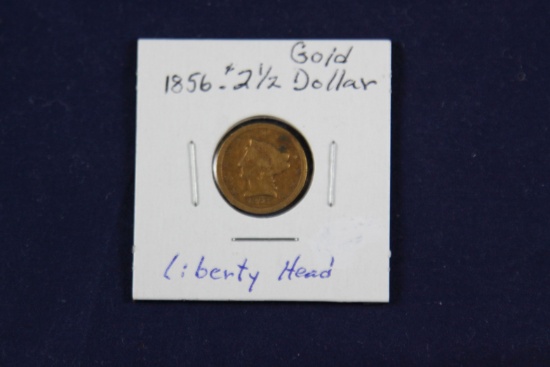 Gold
1856 - $2 1/2 Dollar
Liberty Head